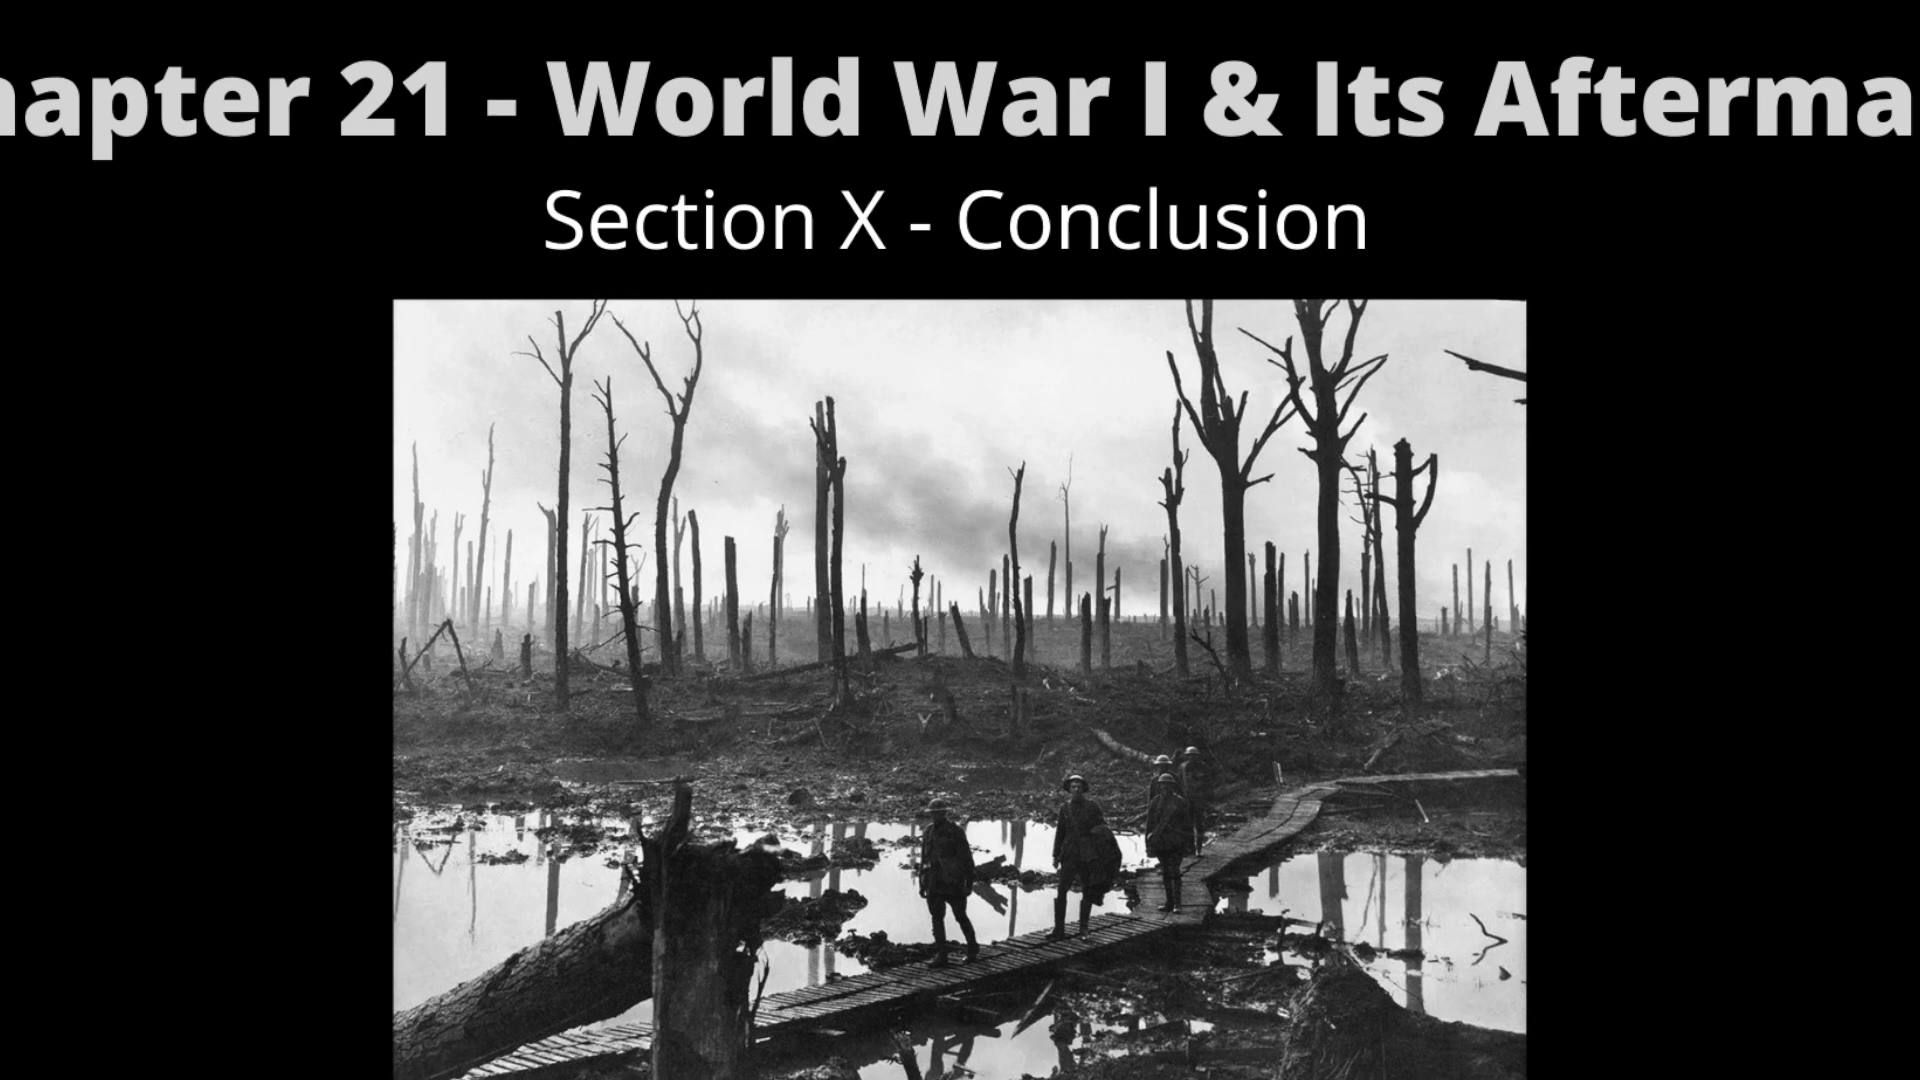 hapter 21 - World War I & Its Afterma
Section X - Conclusion